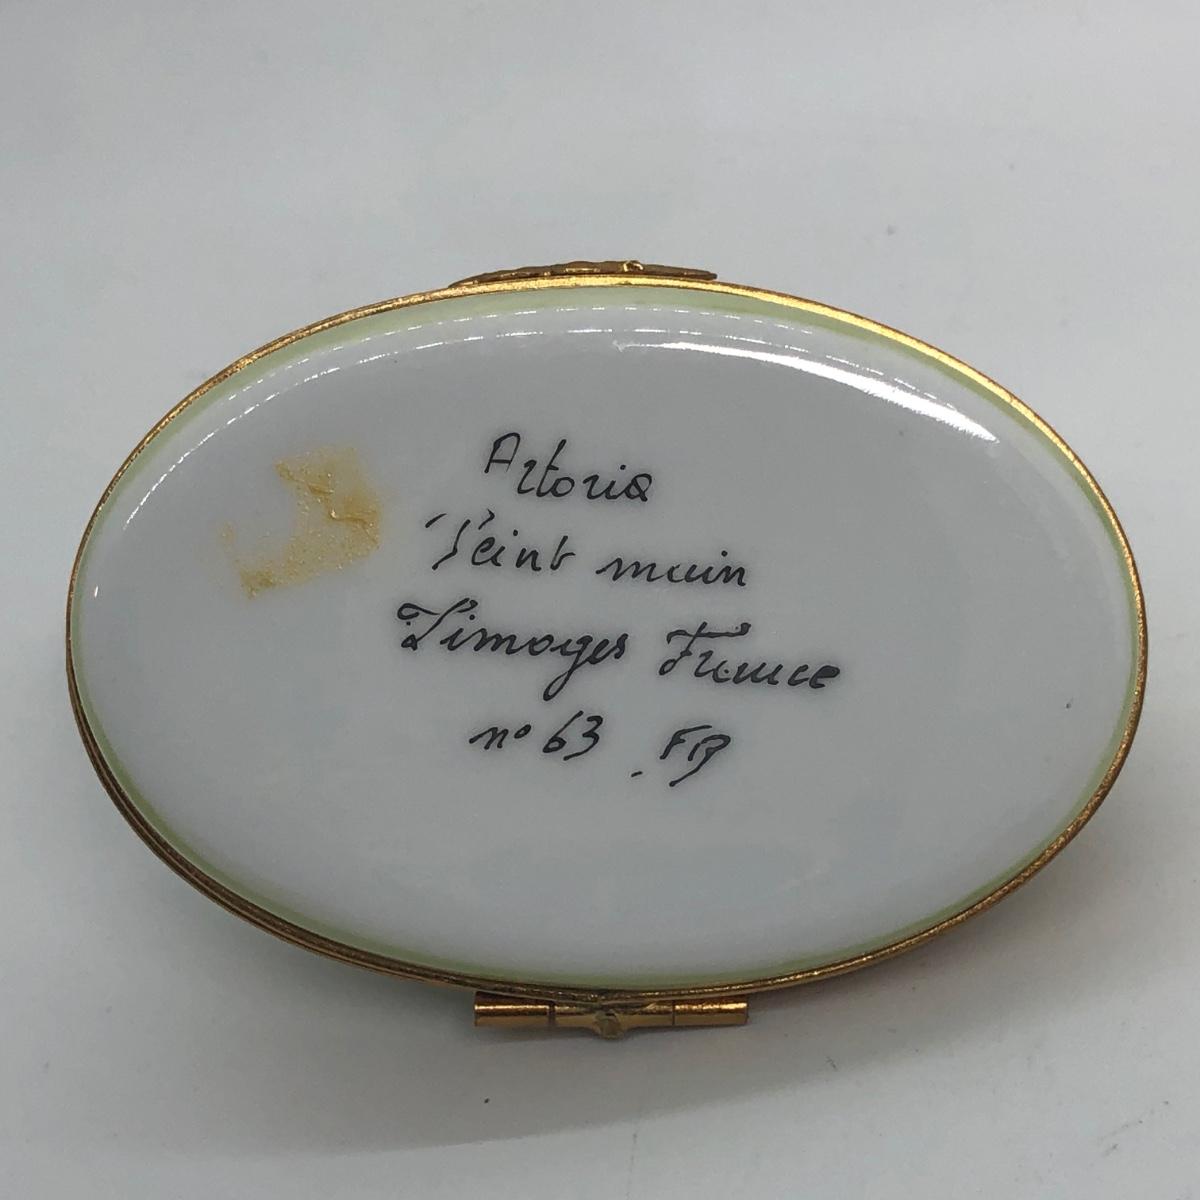 Artoria
Peint main
Limoges France
nº 63 FB